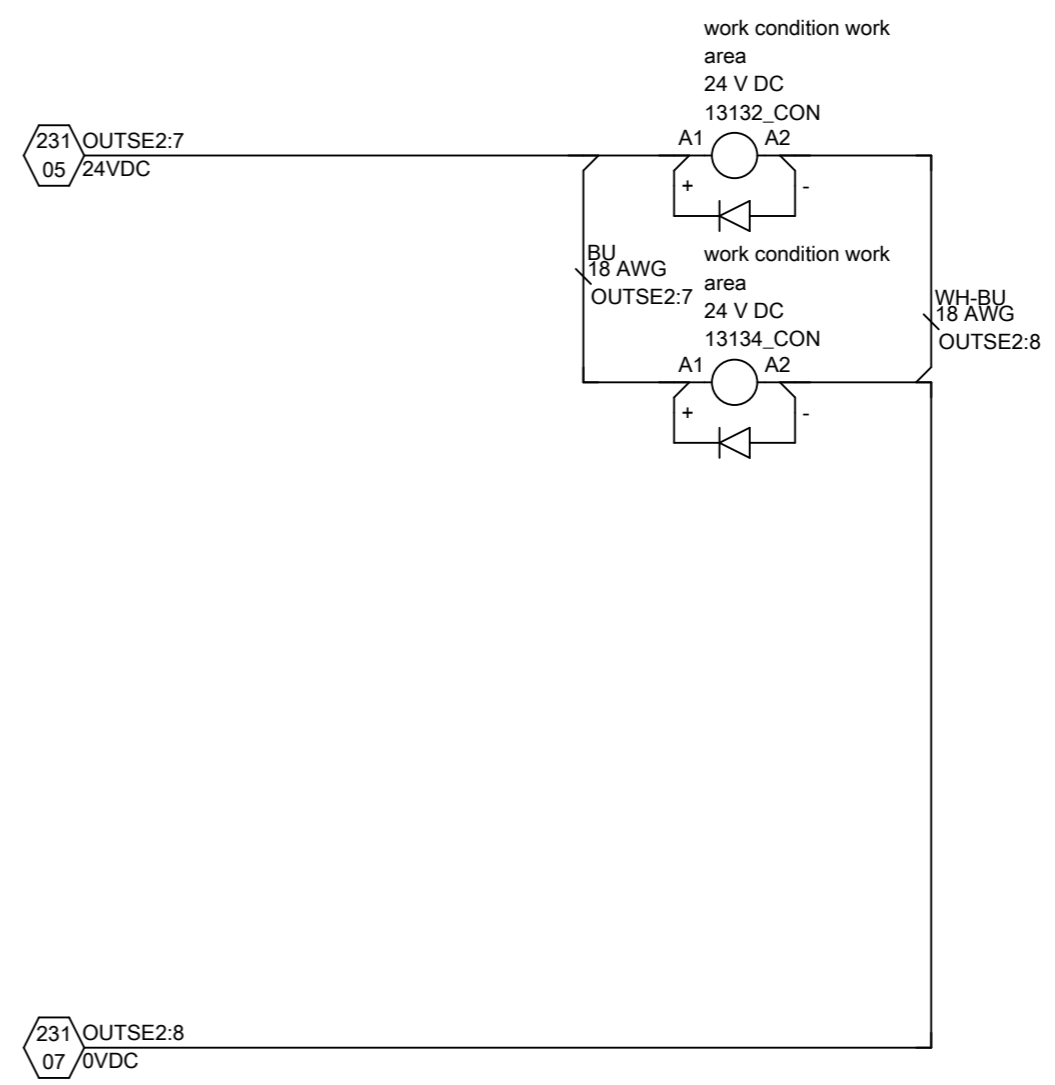 work condition work
area
24 V DC
13132_CON
231
05
OUTSE2:7
24VDC
A1
A2
+
-
BU
18 AWG
OUTSE2:7
work condition work
area
24 V DC
13134_CON
WH-BU
18 AWG
OUTSE2:8
A1
A2
+
-
231
07
OUTSE2:8
0VDC